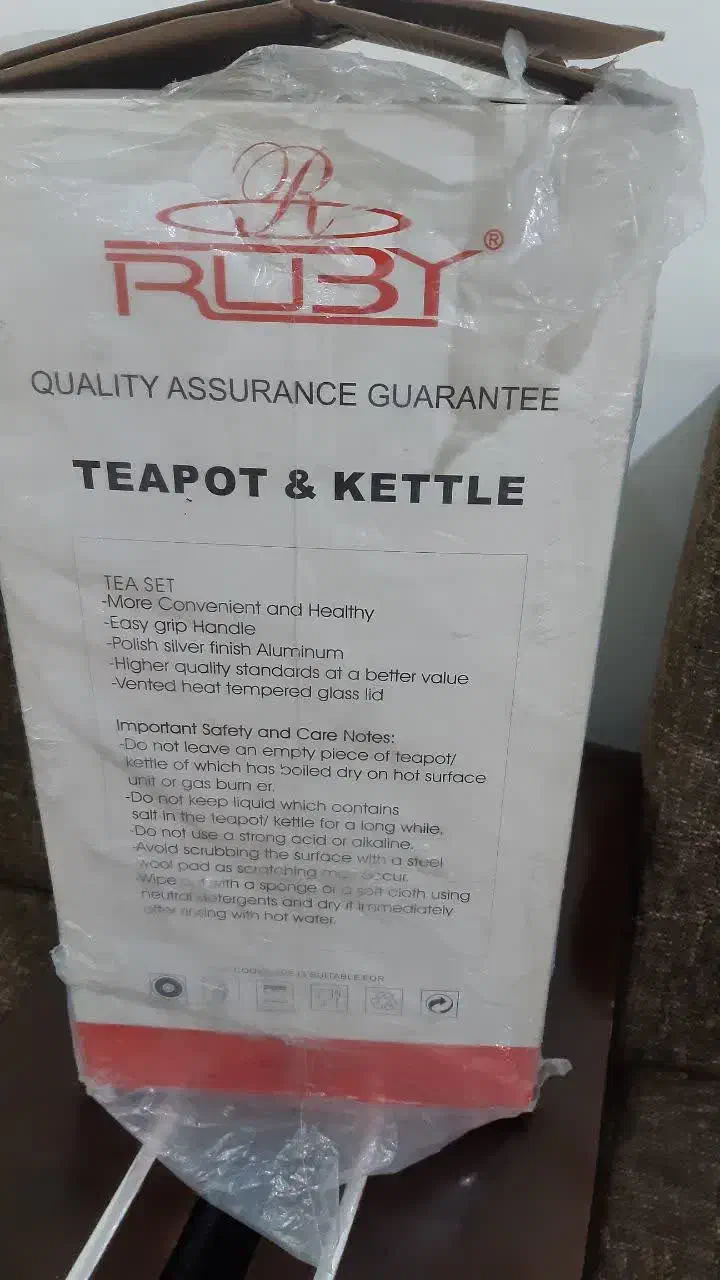 R
RUBY®
QUALITY ASSURANCE GUARANTEE
TEAPOT & KETTLE
TEA SET
-More Convenient and Healthy
-Easy grip Handle
-Polish silver finish Aluminum
-Higher quality standards at a better value
-Vented heat tempered glass lid
Important Safety and Care Notes:
-Do not leave an empty piece of teapot/
kettle of which has boiled dry on hot surface
unit or gas burn er.
-Do not keep liquid which contains
salt in the teapot/ kettle for a long while.
-Do not use a strong acid or alkaline.
-Avoid scrubbing the surface with a steel
wool pad as scratching may occur.
-Wipe with a sponge or a soft cloth using
neutral detergents and dry it immediately
after rinsing with hot water.
IS SUITABLE FOR